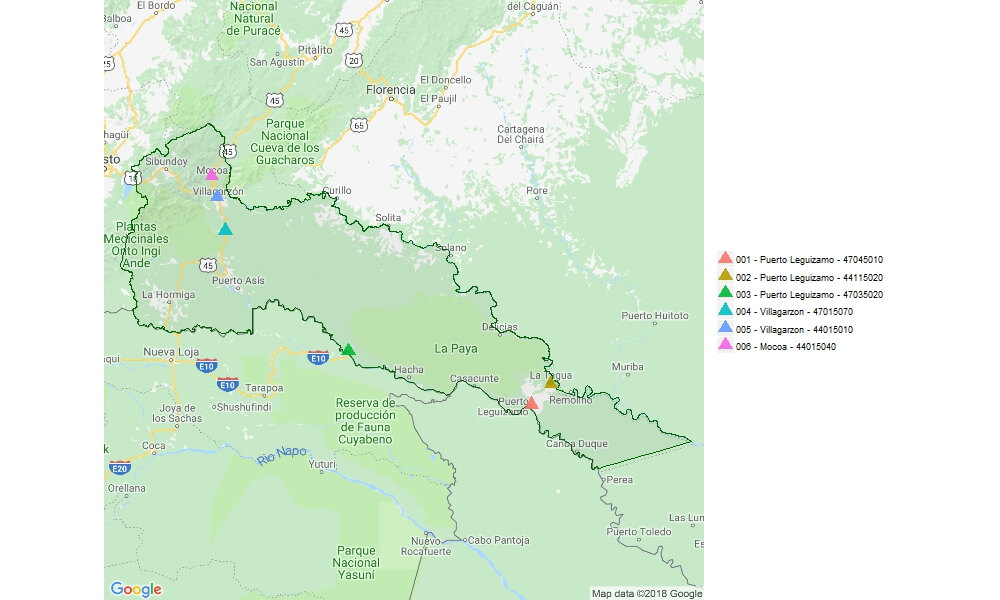 El Bordo
Balboa
Nacional
Natural
de Puracé
del Caguán
45
25
Pitalito
San Agustín
20
El Doncello
Florencia
El Paujil
45
65
Parque
Nacional
Cueva de los
Guacharos
Cartagena
Del Chairá
45
Sibundoy
Mocoa
Villagarzón
Curillo
Pore
Plantas
Medicinales
Orito Ingi
Ande
Solita
Solano
45
Puerto Asís
La Hormiga
Puerto Huitoto
Delicias
La Paya
Nueva Loja
E10
E10
E10
Tarapoa
Hacha
Casacunte
La Tagua
Muriba
Puerto
Leguizamo
Remolino
Shushufindi
Joya de
los Sachas
Reserva de
producción
de Fauna
Cuyabeno
Canoa Duque
Coca
E20
Río Napo
Yuturi
Perea
Orellana
Las Lun
Puerto Toledo
Nuevo
Rocafuerte
Cabo Pantoja
Parque
Nacional
Yasuní
Google
Map data ©2018 Google
001 - Puerto Leguizamo - 47045010
002 - Puerto Leguizamo - 44115020
003 - Puerto Leguizamo - 47035020
004 - Villagarzon - 47015070
005 - Villagarzon - 44015010
006 - Mocoa - 44015040